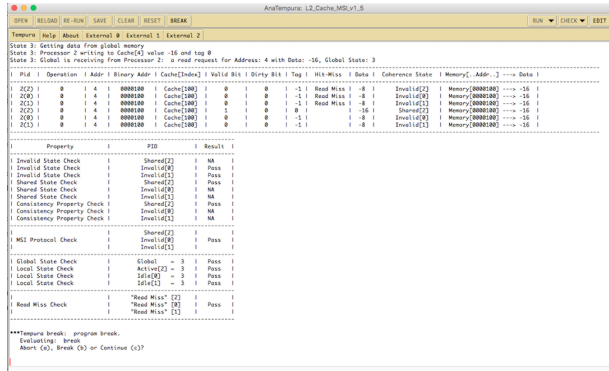 AnaTempura: L2_Cache_MSI_v1_5
OPEN RELOAD RE-RUN SAVE CLEAR RESET BREAK RUN CHECK EDIT
Tempura Help About External 0 External 1 External 2
State 3: Getting data from global memory
State 3: Processor 2 writing to Cache[4] value -16 and tag 0
State 3: Global is receiving from Processor 2: a read request for Address: 4 with Data: -16, Global State: 3
| Pid | Operation | Addr | Binary Addr | Cache[Index] | Valid Bit | Dirty Bit | Tag | Hit-Miss | Data | Coherence State | Memory[..Addr..] ---> Data |
| 2(2) | 0 | 4 | 0000100 | Cache[100] | 0 | 0 | -1 | Read Miss | -8 | Invalid[2] | Memory[0000100] ---> -16 |
| 2(0) | 0 | 4 | 0000100 | Cache[100] | 0 | 0 | -1 | Read Miss | -8 | Invalid[0] | Memory[0000100] ---> -16 |
| 2(1) | 0 | 4 | 0000100 | Cache[100] | 0 | 0 | -1 | Read Miss | -8 | Invalid[1] | Memory[0000100] ---> -16 |
| 2(2) | 0 | 4 | 0000100 | Cache[100] | 1 | 0 | 0 | | -16 | Shared[2] | Memory[0000100] ---> -16 |
| 2(0) | 0 | 4 | 0000100 | Cache[100] | 0 | 0 | -1 | | -8 | Invalid[0] | Memory[0000100] ---> -16 |
| 2(1) | 0 | 4 | 0000100 | Cache[100] | 0 | 0 | -1 | | -8 | Invalid[1] | Memory[0000100] ---> -16 |
| Property | PID | Result |
| Invalid State Check | Shared[2] | NA |
| Invalid State Check | Invalid[0] | Pass |
| Invalid State Check | Invalid[1] | Pass |
| Shared State Check | Shared[2] | Pass |
| Shared State Check | Invalid[0] | NA |
| Shared State Check | Invalid[1] | NA |
| Consistency Property Check | Shared[2] | Pass |
| Consistency Property Check | Invalid[0] | NA |
| Consistency Property Check | Invalid[1] | NA |
| | Shared[2] | |
| MSI Protocol Check | Invalid[0] | Pass |
| | Invalid[1] | |
| Global State Check | Global = 3 | Pass |
| Local State Check | Active[2] = 3 | Pass |
| Local State Check | Idle[0] = 3 | Pass |
| Local State Check | Idle[1] = 3 | Pass |
| | "Read Miss" [2] | |
| Read Miss Check | "Read Miss" [0] | Pass |
| | "Read Miss" [1] | |
***Tempura break: program break.
Evaluating: break
Abort (a), Break (b) or Continue (c)?